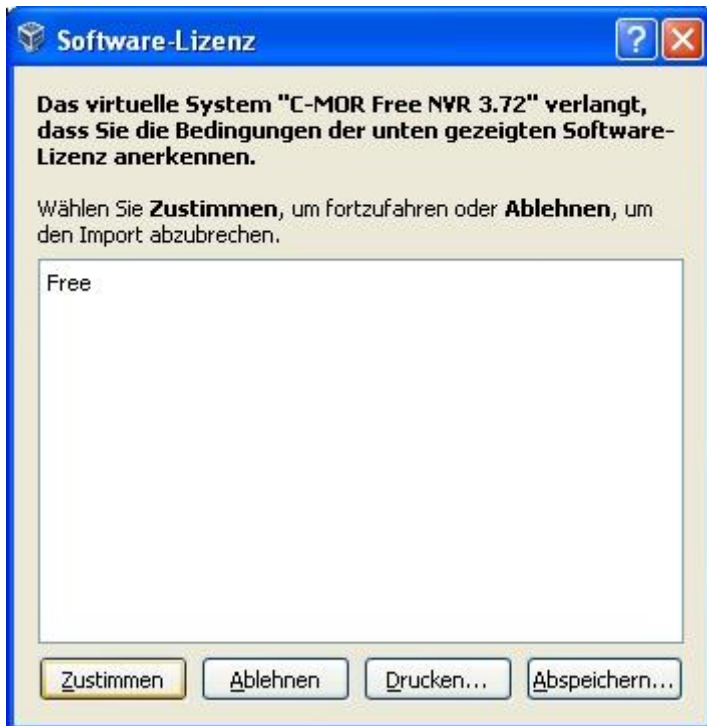 Software-Lizenz
Das virtuelle System "C-MOR Free NVR 3.72" verlangt,
dass Sie die Bedingungen der unten gezeigten Software-
Lizenz anerkennen.
Wählen Sie Zustimmen, um fortzufahren oder Ablehnen, um
den Import abzubrechen.
Free
Zustimmen Ablehnen Drucken... Abspeichern...